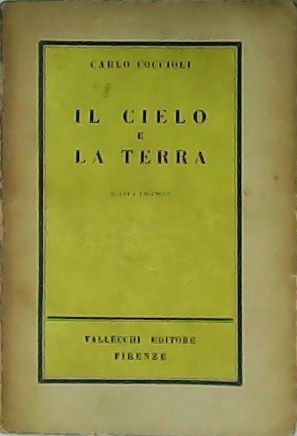 CARLO COCCIOLI
IL CIELO
E
LA TERRA
VALLECCHI EDITORE
FIRENZE